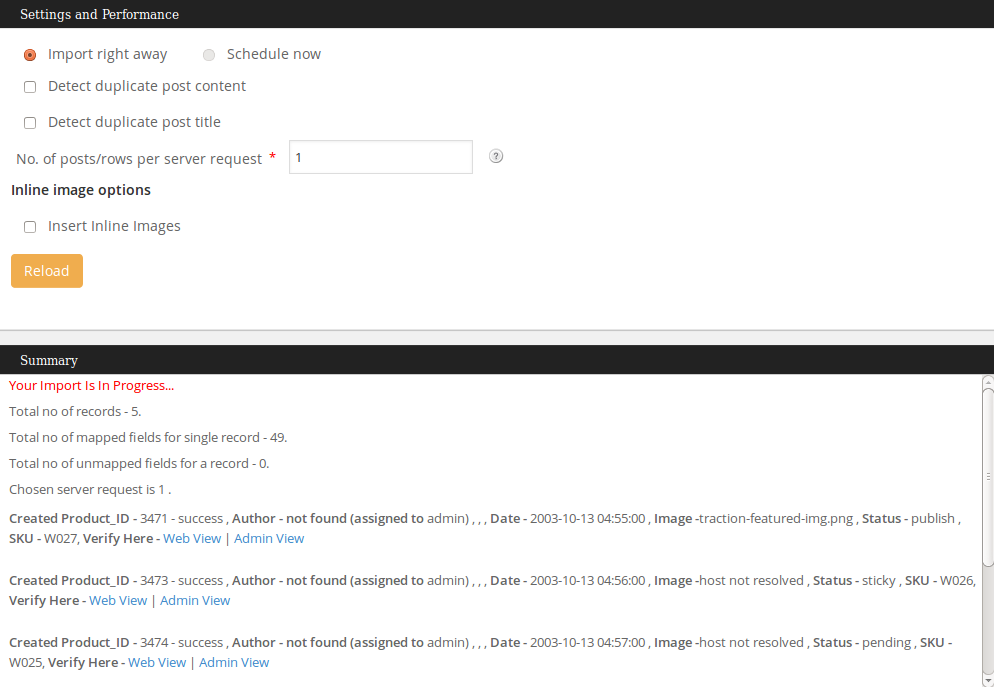 Settings and Performance
Import right away Schedule now
Detect duplicate post content
Detect duplicate post title
No. of posts/rows per server request * 1 ?
Inline image options
Insert Inline Images
Reload
Summary
Your Import Is In Progress...
Total no of records - 5.
Total no of mapped fields for single record - 49.
Total no of unmapped fields for a record - 0.
Chosen server request is 1 .
Created Product_ID - 3471 - success , Author - not found (assigned to admin) , , , Date - 2003-10-13 04:55:00 , Image -traction-featured-img.png , Status - publish ,
SKU - W027, Verify Here - Web View | Admin View
Created Product_ID - 3473 - success , Author - not found (assigned to admin) , , , Date - 2003-10-13 04:56:00 , Image -host not resolved , Status - sticky , SKU - W026,
Verify Here - Web View | Admin View
Created Product_ID - 3474 - success , Author - not found (assigned to admin) , , , Date - 2003-10-13 04:57:00 , Image -host not resolved , Status - pending , SKU -
W025, Verify Here - Web View | Admin View